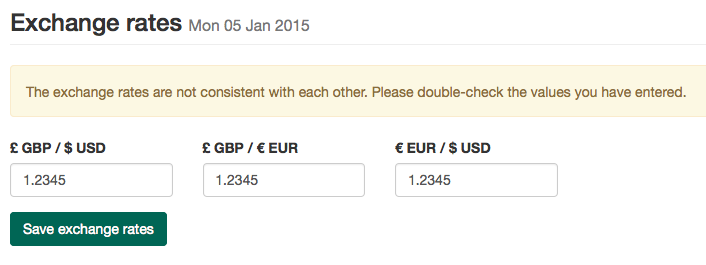 Exchange rates Mon 05 Jan 2015
The exchange rates are not consistent with each other. Please double-check the values you have entered.
£ GBP / $ USD £ GBP / € EUR € EUR / $ USD
1.2345 1.2345 1.2345
Save exchange rates